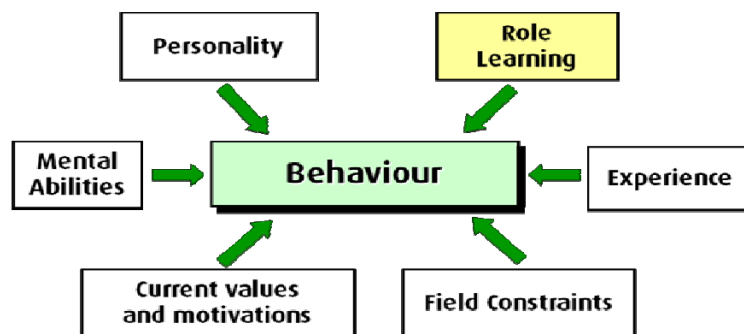 Personality
Role
Learning
Mental
Abilities
Behaviour
Experience
Current values
and motivations
Field Constraints